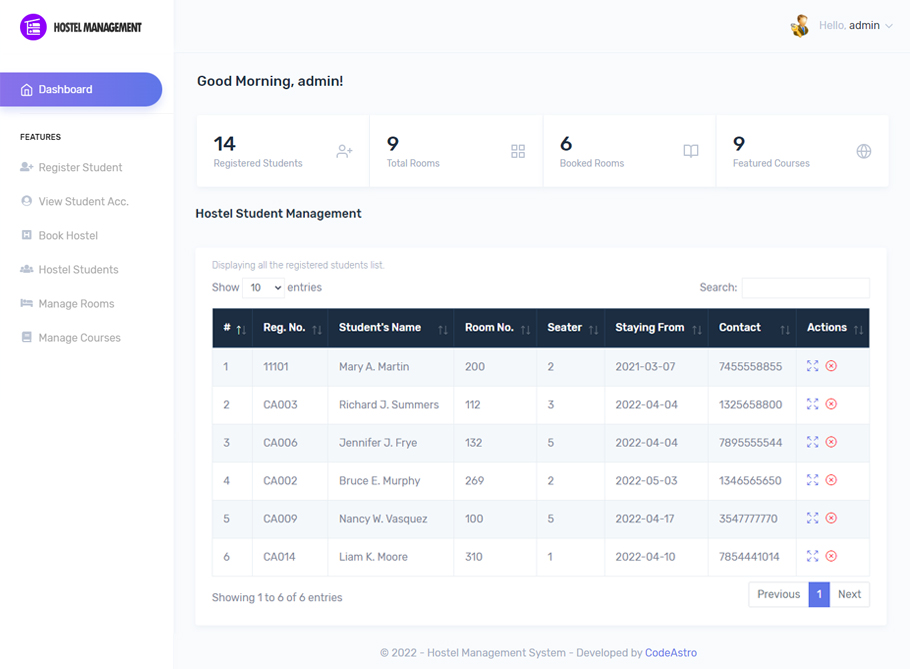 HOSTEL MANAGEMENT
Hello, admin
Dashboard
FEATURES
Register Student
View Student Acc.
Book Hostel
Hostel Students
Manage Rooms
Manage Courses
Good Morning, admin!
14 9 6 9
Registered Students Total Rooms Booked Rooms Featured Courses
Hostel Student Management
Displaying all the registered students list.
Show 10 entries Search:
# Reg. No. Student's Name Room No. Seater Staying From Contact Actions
1 11101 Mary A. Martin 200 2 2021-03-07 7455558855
2 CA003 Richard J. Summers 112 3 2022-04-04 1325658800
3 CA006 Jennifer J. Frye 132 5 2022-04-04 7895555544
4 CA002 Bruce E. Murphy 269 2 2022-05-03 1346565650
5 CA009 Nancy W. Vasquez 100 5 2022-04-17 3547777770
6 CA014 Liam K. Moore 310 1 2022-04-10 7854441014
Showing 1 to 6 of 6 entries Previous 1 Next
© 2022 - Hostel Management System - Developed by CodeAstro